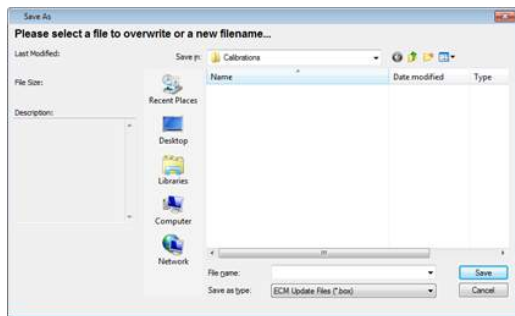 Save As
Please select a file to overwrite or a new filename...
Last Modified:
Save in:
Calibrations
File Size:
Description:
Name
Date modified
Type
Recent Places
Desktop
Libraries
Computer
Network
File name:
Save
Save as type:
ECM Update Files (*.box)
Cancel